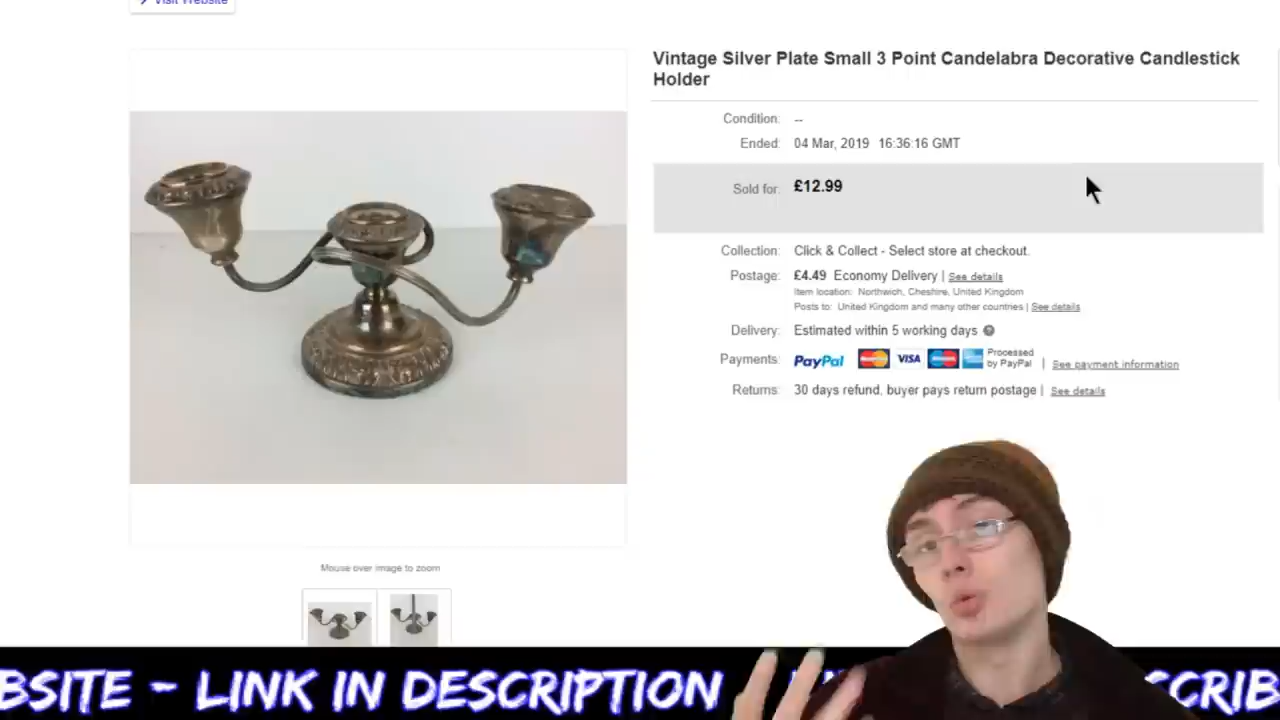 Visit Website
Vintage Silver Plate Small 3 Point Candelabra Decorative Candlestick
Holder
Condition: --
Ended: 04 Mar, 2019 16:36:16 GMT
Sold for: £12.99
Collection: Click & Collect - Select store at checkout.
Postage: £4.49 Economy Delivery | See details
Item location: Northwich, Cheshire, United Kingdom
Posts to: United Kingdom and many other countries | See details
Delivery: Estimated within 5 working days
Payments: PayPal MasterCard VISA Processed
by PayPal | See payment information
Returns: 30 days refund, buyer pays return postage | See details
Mouse over image to zoom
BSITE - LINK IN DESCRIPTION - SCRIB